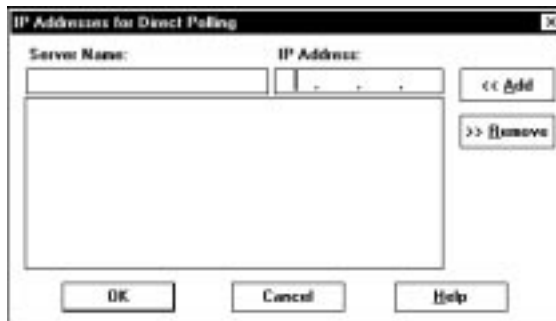 IP Addresses for Direct Polling
Server Name: IP Address:
. . . << Add
>> Remove
OK Cancel Help